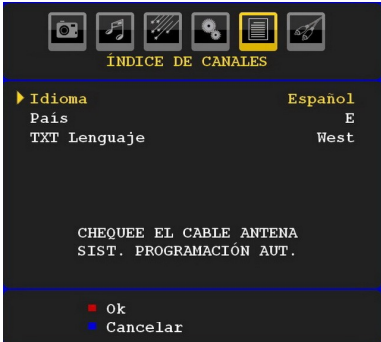 ÍNDICE DE CANALES
Idioma Español
País E
TXT Lenguaje West
CHEQUEE EL CABLE ANTENA
SIST. PROGRAMACIÓN AUT.
Ok
Cancelar